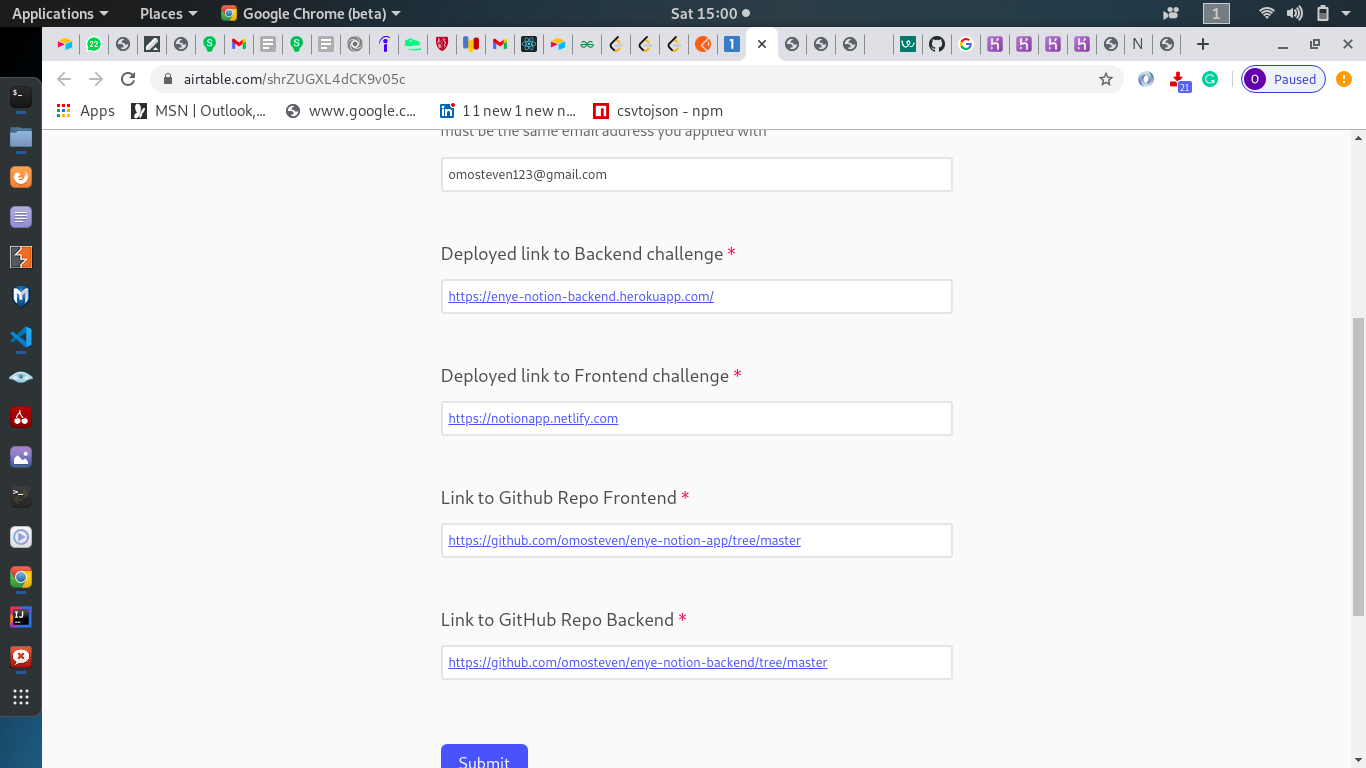 Applications Places Google Chrome (beta) Sat 15:00 1
22 1 N
airtable.com/shrZUGXL4dCK9v05c 21 O Paused
Apps MSN | Outlook,... www.google.c... 1 1 new 1 new n... csvtojson - npm
must be the same email address you applied with
omosteven123@gmail.com
Deployed link to Backend challenge *
https://enye-notion-backend.herokuapp.com/
Deployed link to Frontend challenge *
https://notionapp.netlify.com
Link to Github Repo Frontend *
https://github.com/omosteven/enye-notion-app/tree/master
Link to GitHub Repo Backend *
https://github.com/omosteven/enye-notion-backend/tree/master
Submit